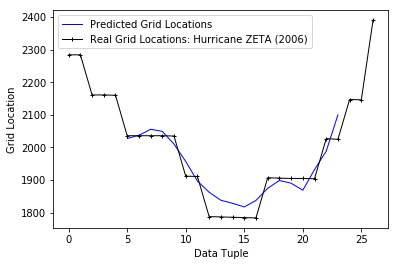 Predicted Grid Locations
Real Grid Locations: Hurricane ZETA (2006)
2400
2300
2200
2100
2000
1900
1800
Grid Location
0 5 10 15 20 25
Data Tuple